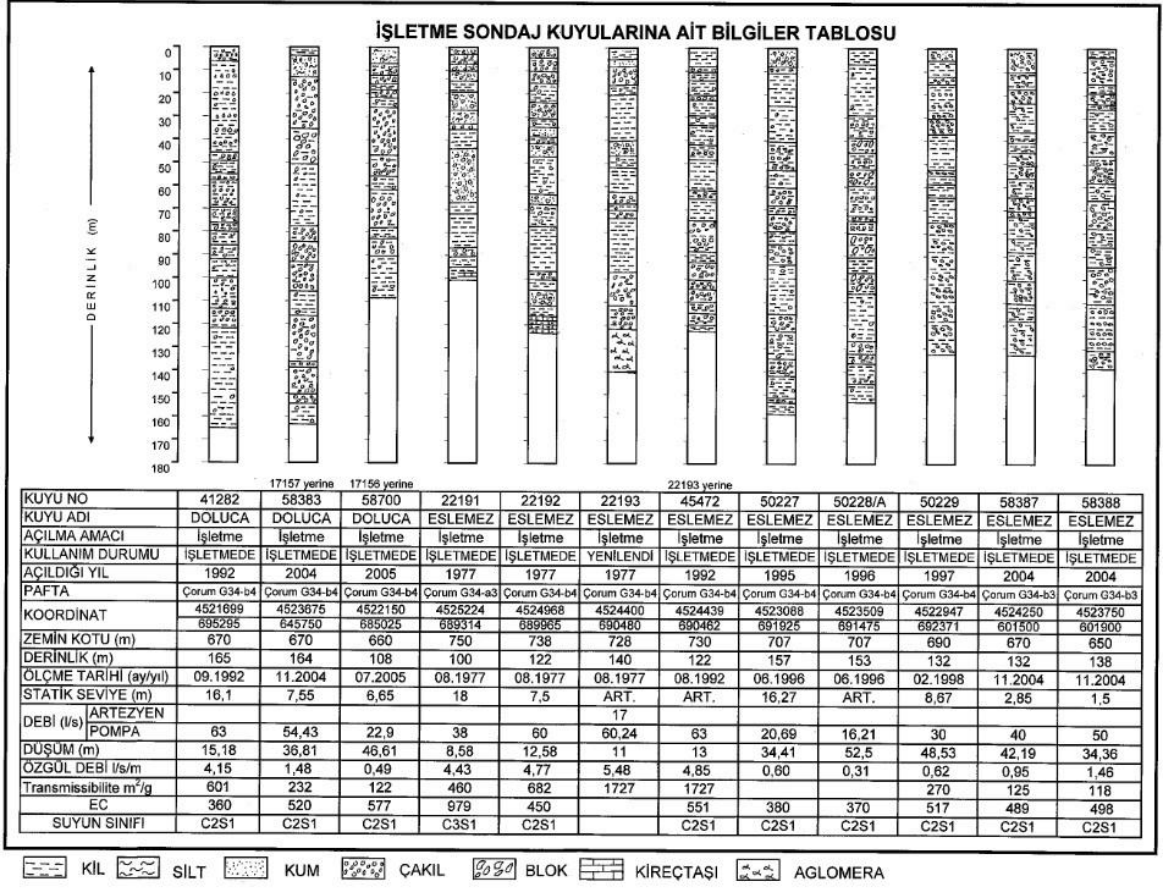 İŞLETME SONDAJ KUYULARINA AİT BİLGİLER TABLOSU
0
10
20
30
40
50
60
70
80
90
100
110
120
130
140
150
160
170
180
DERİNLİK (m)
17157 yerine 17156 yerine 22193 yerine
KUYU NO 41282 58383 58700 22191 22192 22193 45472 50227 50228/A 50229 58387 58388
KUYU ADI DOLUCA DOLUCA DOLUCA ESLEMEZ ESLEMEZ ESLEMEZ ESLEMEZ ESLEMEZ ESLEMEZ ESLEMEZ ESLEMEZ ESLEMEZ
AÇILMA AMACI İşletme İşletme İşletme İşletme İşletme İşletme İşletme İşletme İşletme İşletme İşletme İşletme
KULLANIM DURUMU İŞLETMEDE İŞLETMEDE İŞLETMEDE İŞLETMEDE İŞLETMEDE YENİLENDİ İŞLETMEDE İŞLETMEDE İŞLETMEDE İŞLETMEDE İŞLETMEDE İŞLETMEDE
AÇILDIĞI YIL 1992 2004 2005 1977 1977 1977 1992 1995 1996 1997 2004 2004
PAFTA Çorum G34-b4 Çorum G34-b4 Çorum G34-b4 Çorum G34-a3 Çorum G34-b4 Çorum G34-b4 Çorum G34-b4 Çorum G34-b4 Çorum G34-b4 Çorum G34-b4 Çorum G34-b3 Çorum G34-b3
KOORDİNAT 4521699 4523675 4522150 4525224 4524968 4524400 4524439 4523088 4523509 4522947 4524250 4523750
695295 645750 685025 689314 689965 690480 690462 691925 691475 692371 601500 601900
ZEMİN KOTU (m) 670 670 660 750 738 728 730 707 707 690 670 650
DERİNLİK (m) 165 164 108 100 122 140 122 157 153 132 132 138
ÖLÇME TARİHİ (ay/yıl) 09.1992 11.2004 07.2005 08.1977 08.1977 08.1977 08.1992 06.1996 06.1996 02.1998 11.2004 11.2004
STATİK SEVİYE (m) 16,1 7,55 6,65 18 7,5 ART. ART. 16,27 ART. 8,67 2,85 1,5
DEBİ (l/s) ARTEZYEN 17
POMPA 63 54,43 22,9 38 60 60,24 63 20,69 16,21 30 40 50
DÜŞÜM (m) 15,18 36,81 46,61 8,58 12,58 11 13 34,41 52,5 48,53 42,19 34,36
ÖZGÜL DEBİ l/s/m 4,15 1,48 0,49 4,43 4,77 5,48 4,85 0,60 0,31 0,62 0,95 1,46
Transmissibilite m²/g 601 232 122 460 682 1727 1727 270 125 118
EC 360 520 577 979 450 551 380 370 517 489 498
SUYUN SINIFI C2S1 C2S1 C2S1 C3S1 C2S1 C2S1 C2S1 C2S1 C2S1 C2S1 C2S1
KİL SİLT KUM ÇAKIL BLOK KİREÇTAŞI AGLOMERA